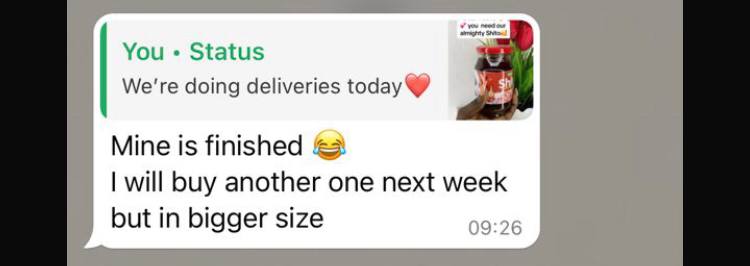 You • Status
We're doing deliveries today❤️
💕 you need our
almighty Shito
Sh
Mine is finished 😂
I will buy another one next week
but in bigger size
09:26